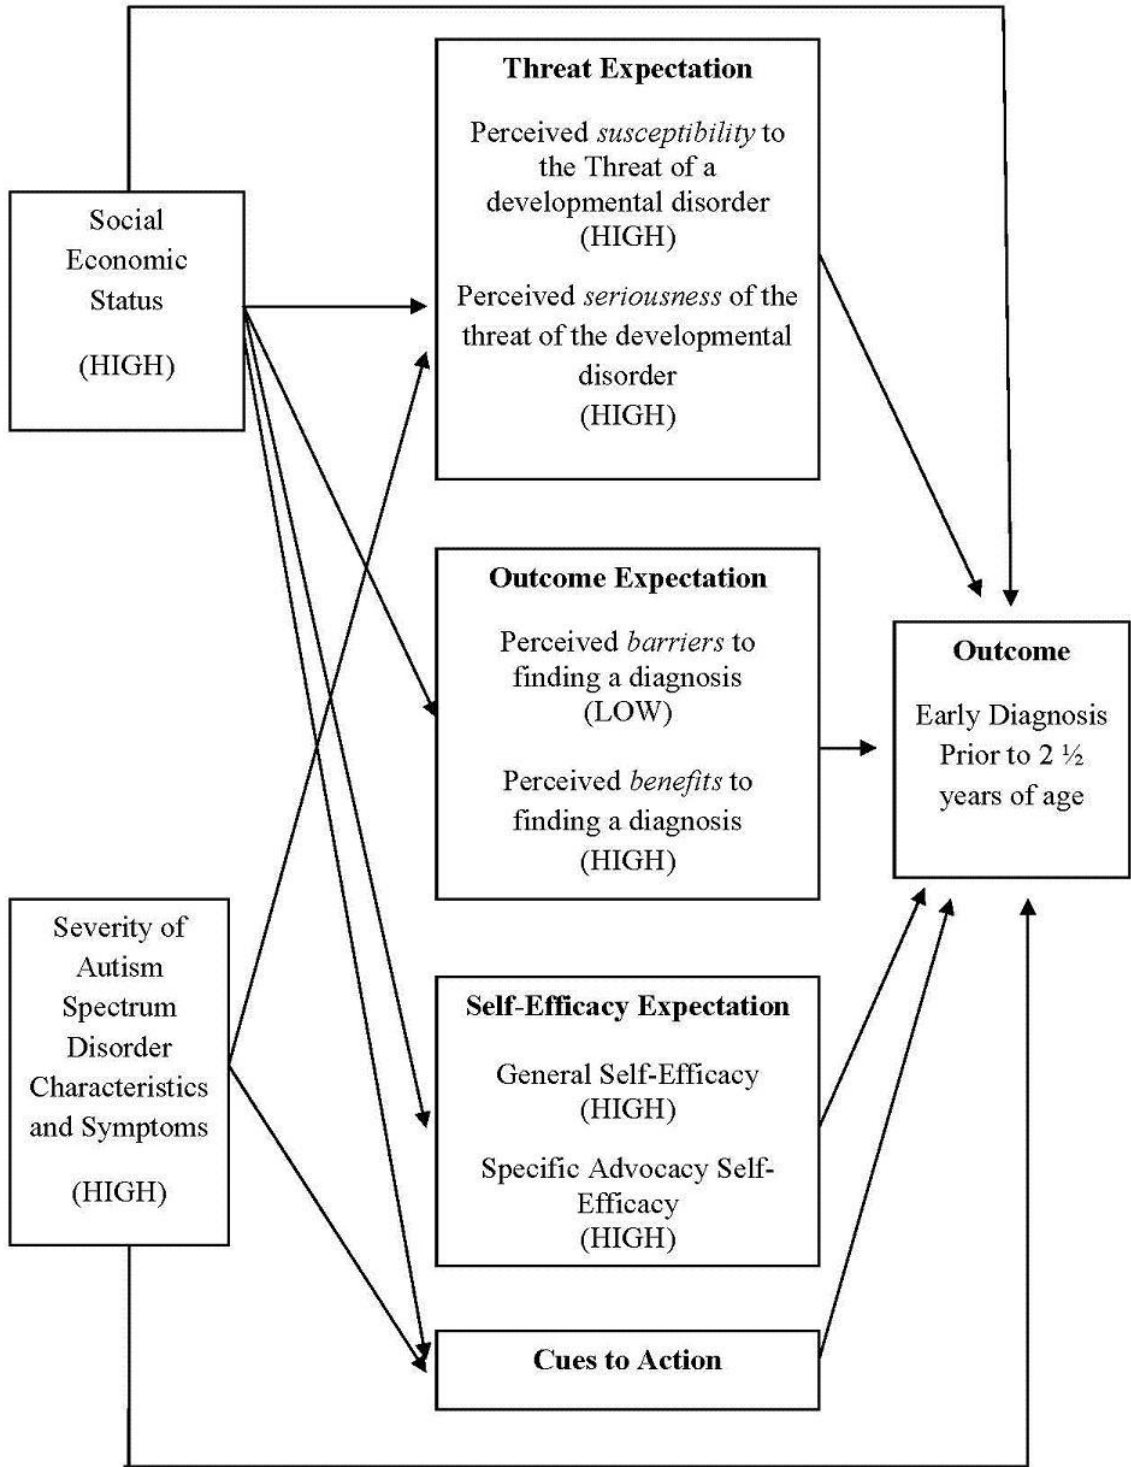 Threat Expectation
Perceived susceptibility to
the Threat of a
developmental disorder
(HIGH)
Perceived seriousness of the
threat of the developmental
disorder
(HIGH)
Social
Economic
Status
(HIGH)
Outcome Expectation
Perceived barriers to
finding a diagnosis
(LOW)
Perceived benefits to
finding a diagnosis
(HIGH)
Outcome
Early Diagnosis
Prior to 2 ½
years of age
Severity of
Autism
Spectrum
Disorder
Characteristics
and Symptoms
(HIGH)
Self-Efficacy Expectation
General Self-Efficacy
(HIGH)
Specific Advocacy Self-
Efficacy
(HIGH)
Cues to Action